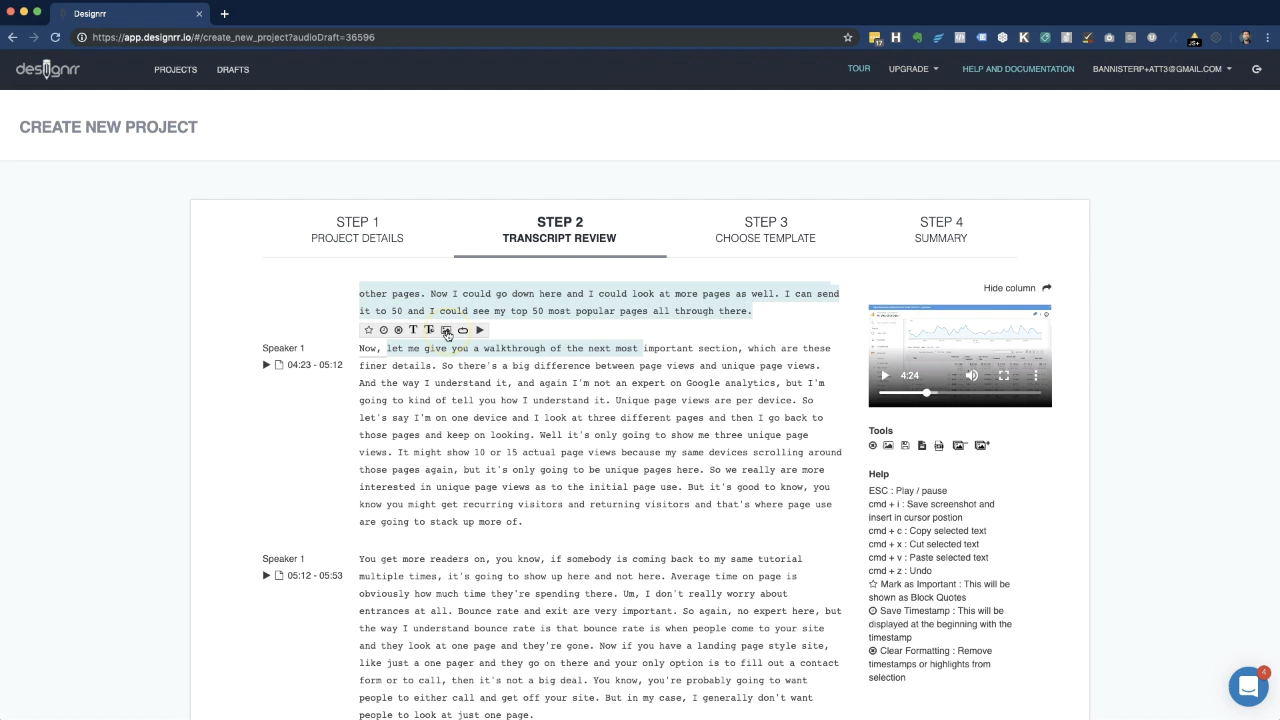 Designrr
https://app.designrr.io/#/create_new_project?audioDraft=36596
designrr
PROJECTS
DRAFTS
TOUR
UPGRADE
HELP AND DOCUMENTATION
BANNISTERP+ATT3@GMAIL.COM
CREATE NEW PROJECT
STEP 1
PROJECT DETAILS
STEP 2
TRANSCRIPT REVIEW
STEP 3
CHOOSE TEMPLATE
STEP 4
SUMMARY
other pages. Now I could go down here and I could look at more pages as well. I can send
it to 50 and I could see my top 50 most popular pages all through there.
Speaker 1
04:23 - 05:12
Now, let me give you a walkthrough of the next most important section, which are these
finer details. So there's a big difference between page views and unique page views.
And the way I understand it, and again I'm not an expert on Google analytics, but I'm
going to kind of tell you how I understand it. Unique page views are per device. So
let's say I'm on one device and I look at three different pages and then I go back to
those pages and keep on looking. Well it's only going to show me three unique page
views. It might show 10 or 15 actual page views because my same devices scrolling around
those pages again, but it's only going to be unique pages here. So we really are more
interested in unique page views as to the initial page use. But it's good to know, you
know you might get recurring visitors and returning visitors and that's where page use
are going to stack up more of.
Speaker 1
05:12 - 05:53
You get more readers on, you know, if somebody is coming back to my same tutorial
multiple times, it's going to show up here and not here. Average time on page is
obviously how much time they're spending there. Um, I don't really worry about
entrances at all. Bounce rate and exit are very important. So again, no expert here, but
the way I understand bounce rate is that bounce rate is when people come to your site
and they look at one page and they're gone. Now if you have a landing page style site,
like just a one pager and they go on there and your only option is to fill out a contact
form or to call, then it's not a big deal. You know, you're probably going to want
people to either call and get off your site. But in my case, I generally don't want
people to look at just one page.
Hide column
4:24
Tools
Help
ESC : Play / pause
cmd + i : Save screenshot and
insert in cursor postion
cmd + c : Copy selected text
cmd + x : Cut selected text
cmd + v : Paste selected text
cmd + z : Undo
Mark as Important : This will be
shown as Block Quotes
Save Timestamp : This will be
displayed at the beginning with the
timestamp
Clear Formatting : Remove
timestamps or highlights from
selection
4